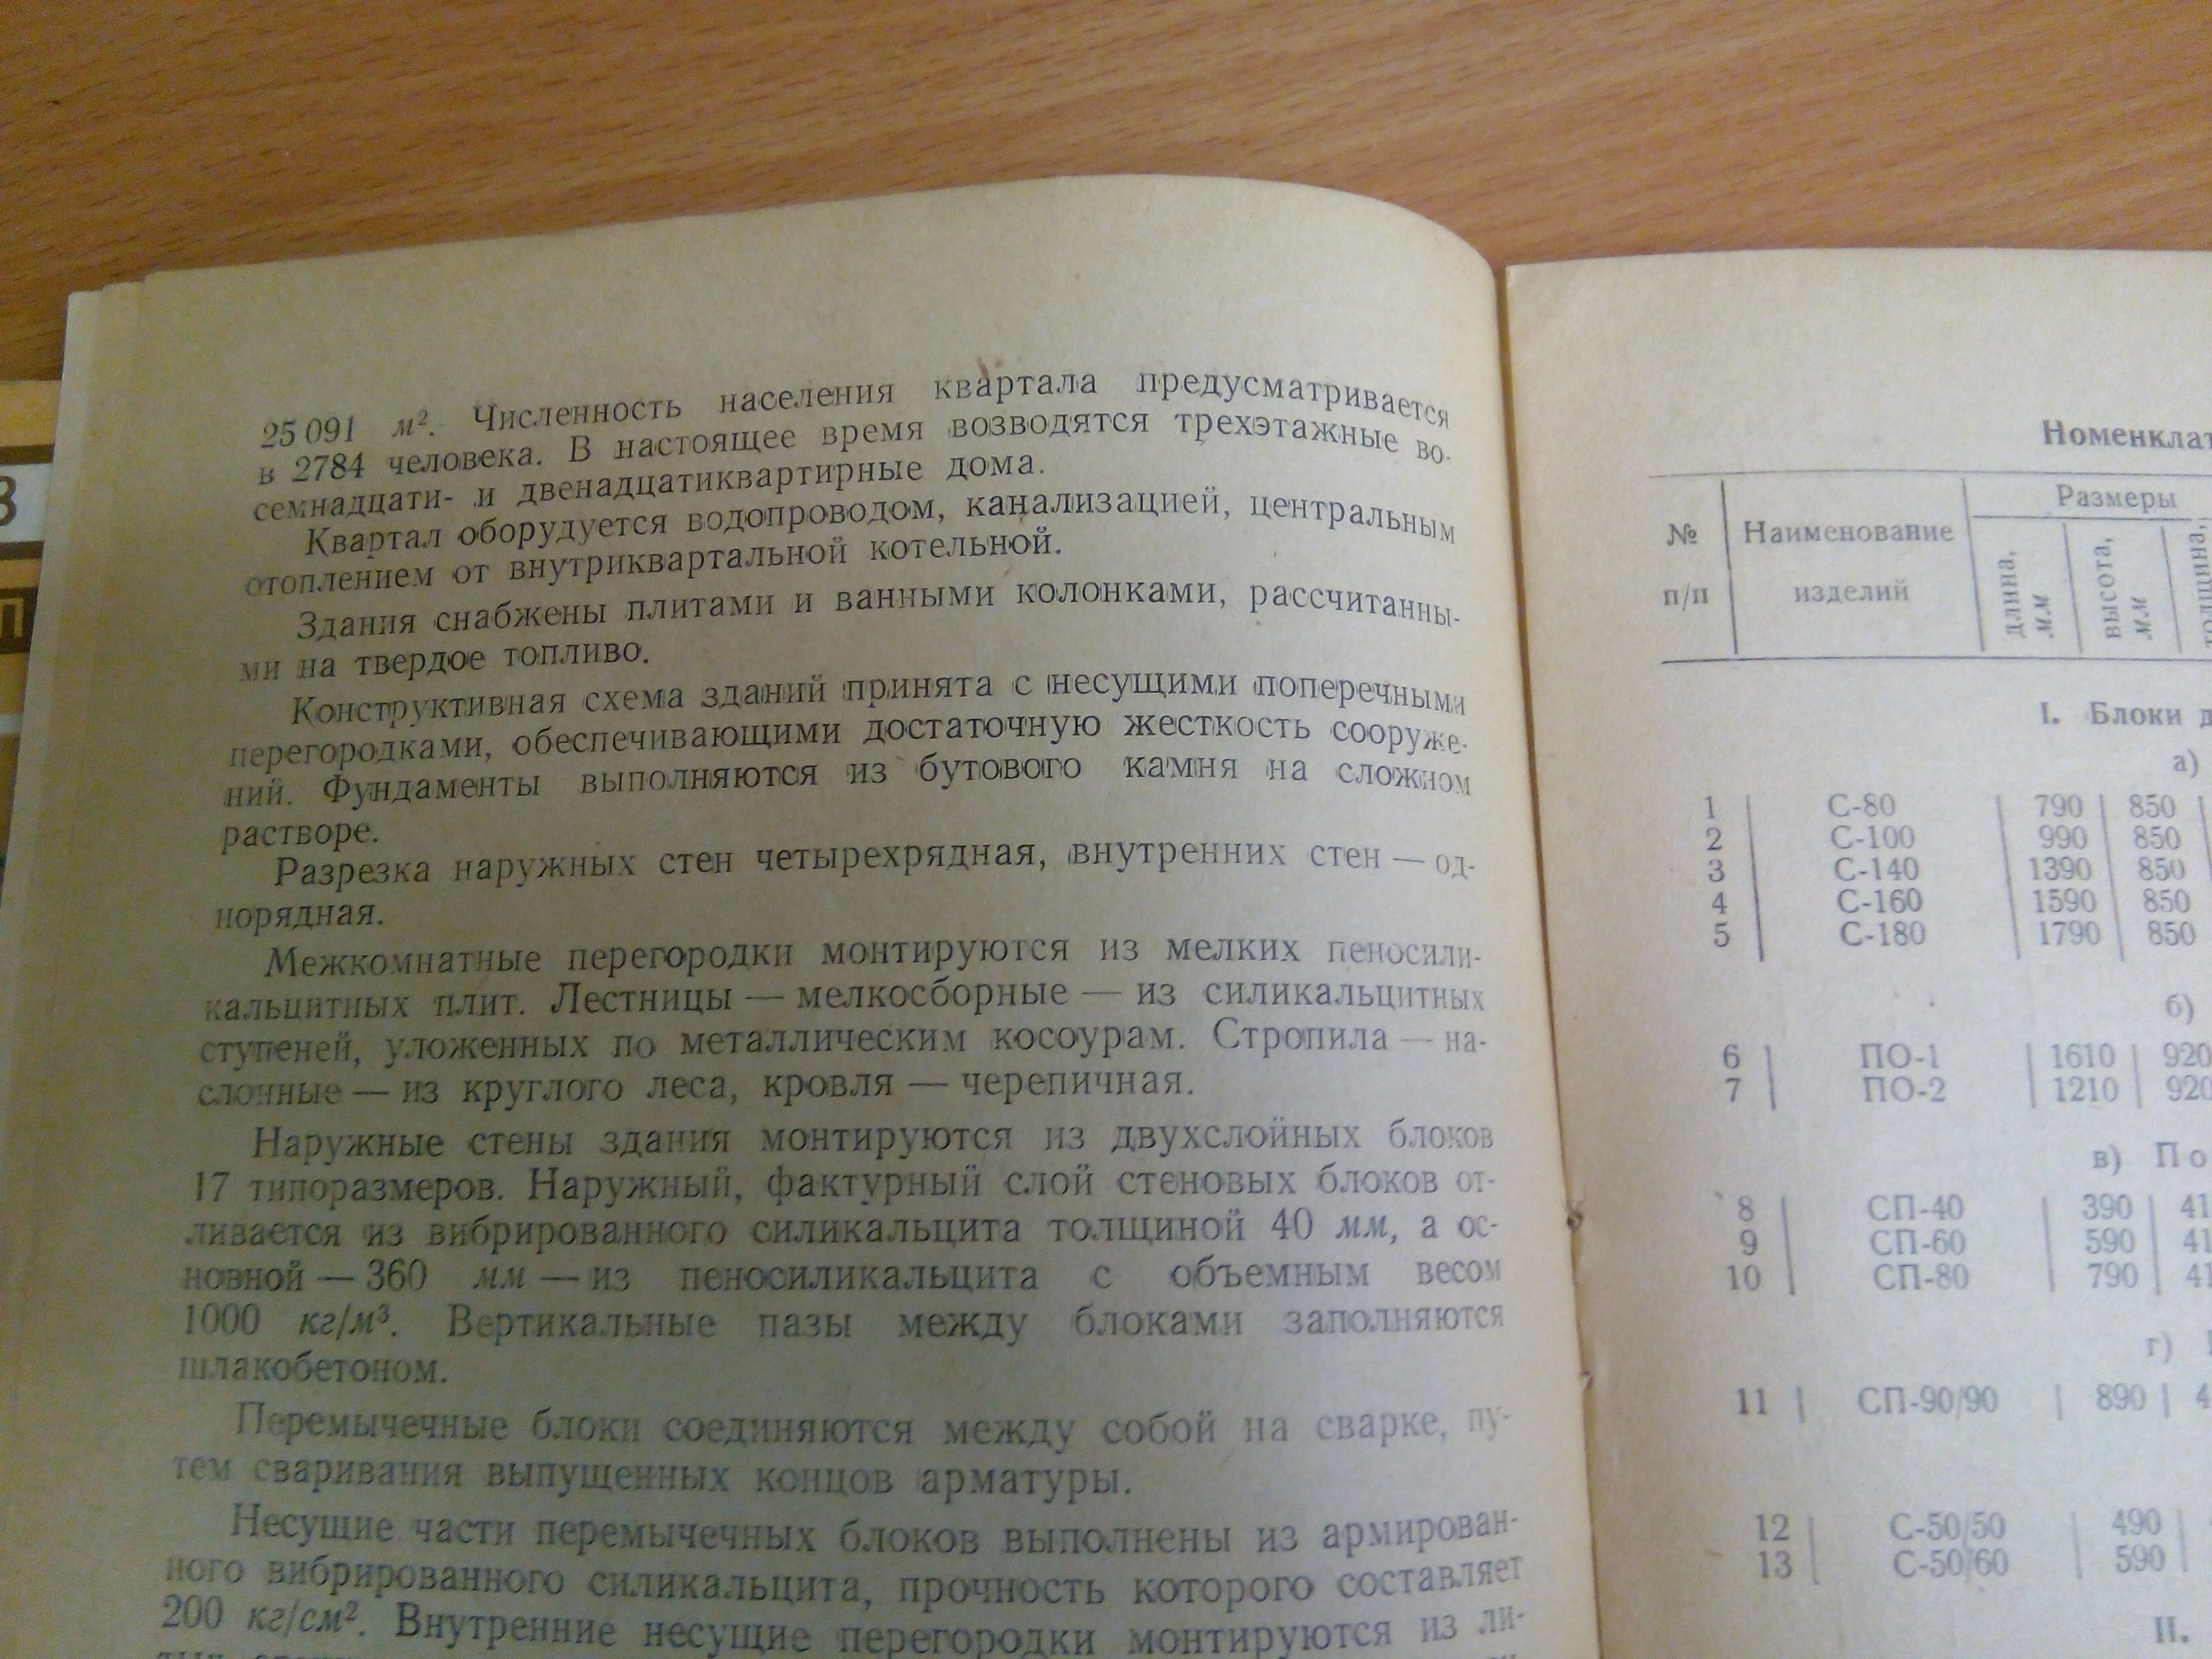 25 091 м². Численность населения квартала предусматривается
в 2784 человека. В настоящее время возводятся трехэтажные во-
семнадцати- и двенадцатиквартирные дома.
Квартал оборудуется водопроводом, канализацией, центральным
отоплением от внутриквартальной котельной.
Здания снабжены плитами и ванными колонками, рассчитанны-
ми на твердое топливо.
Конструктивная схема зданий принята с несущими поперечными
перегородками, обеспечивающими достаточную жесткость сооруже-
ний. Фундаменты выполняются из бутового камня на сложном
растворе.
Разрезка наружных стен четырехрядная, внутренних стен — од-
норядная.
Межкомнатные перегородки монтируются из мелких пеносили-
кальцитных плит. Лестницы — мелкосборные — из силикальцитных
ступеней, уложенных по металлическим косоурам. Стропила — на-
слонные — из круглого леса, кровля — черепичная.
Наружные стены здания монтируются из двухслойных блоков
17 типоразмеров. Наружный, фактурный слой стеновых блоков от-
ливается из вибрированного силикальцита толщиной 40 мм, а ос-
новной — 360 мм — из пеносиликальцита с объемным весом
1000 кг/м³. Вертикальные пазы между блоками заполняются
шлакобетоном.
Перемычечные блоки соединяются между собой на сварке, пу-
тем сваривания выпущенных концов арматуры.
Несущие части перемычечных блоков выполнены из армирован-
ного вибрированного силикальцита, прочность которого составляет
200 кг/см². Внутренние несущие перегородки монтируются из ли-
Номенклат
№ п/п Наименование изделий Размеры
длина, мм высота, мм толщина,
I. Блоки д
а)
1 С-80 790 850
2 С-100 990 850
3 С-140 1390 850
4 С-160 1590 850
5 С-180 1790 850
б)
6 ПО-1 1610 920
7 ПО-2 1210 920
в) По
8 СП-40 390 41
9 СП-60 590 41
10 СП-80 790 41
г)
11 СП-90/90 890 4
12 С-50/50 490
13 С-50/60 590
II.